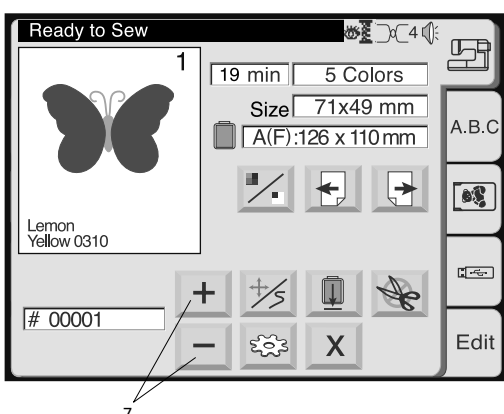 Ready to Sew
4
1
19 min
5 Colors
Size
71x49 mm
A(F):126 x 110 mm
A.B.C
Lemon
Yellow 0310
# 00001
+
−
X
Edit
7